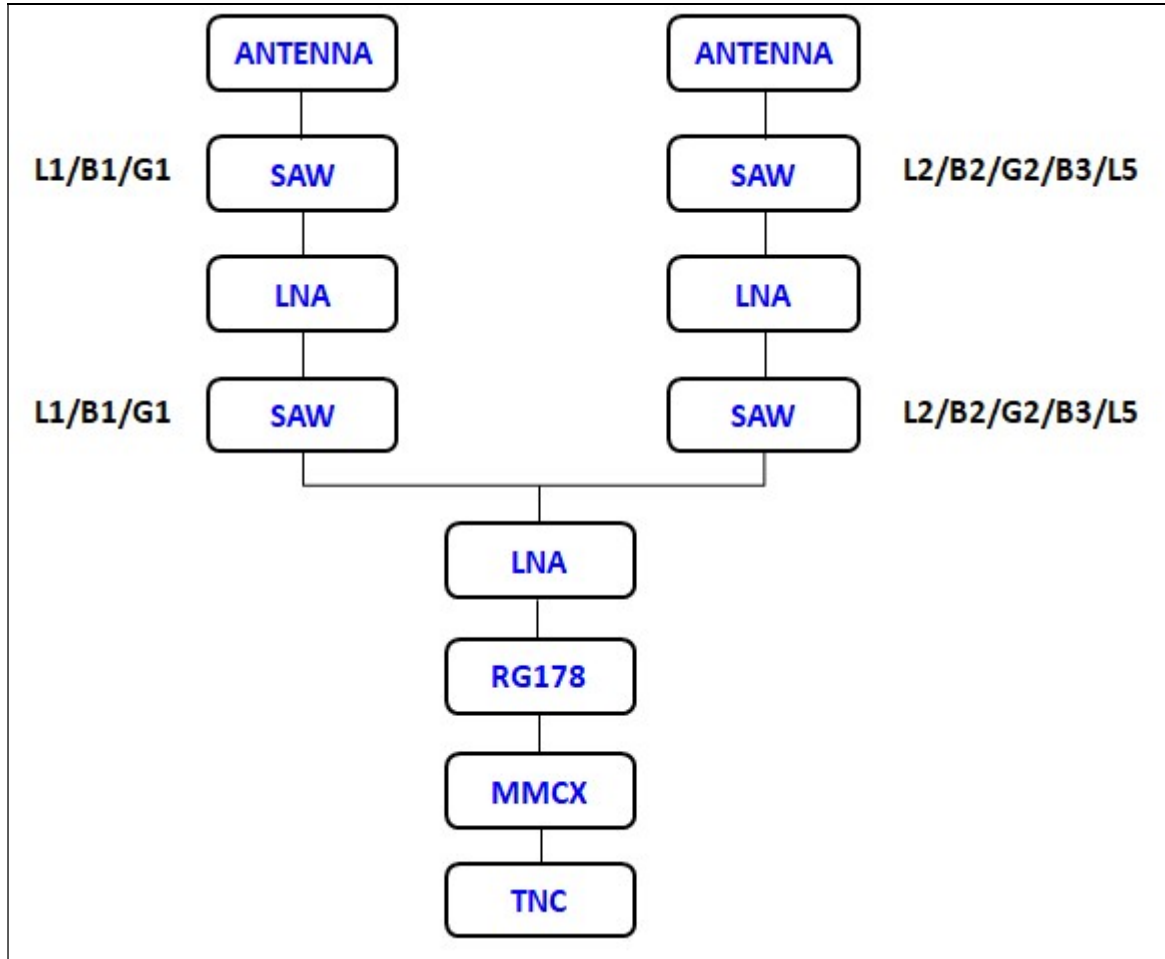 ANTENNA ANTENNA
L1/B1/G1 SAW SAW L2/B2/G2/B3/L5
LNA LNA
L1/B1/G1 SAW SAW L2/B2/G2/B3/L5
LNA
RG178
MMCX
TNC